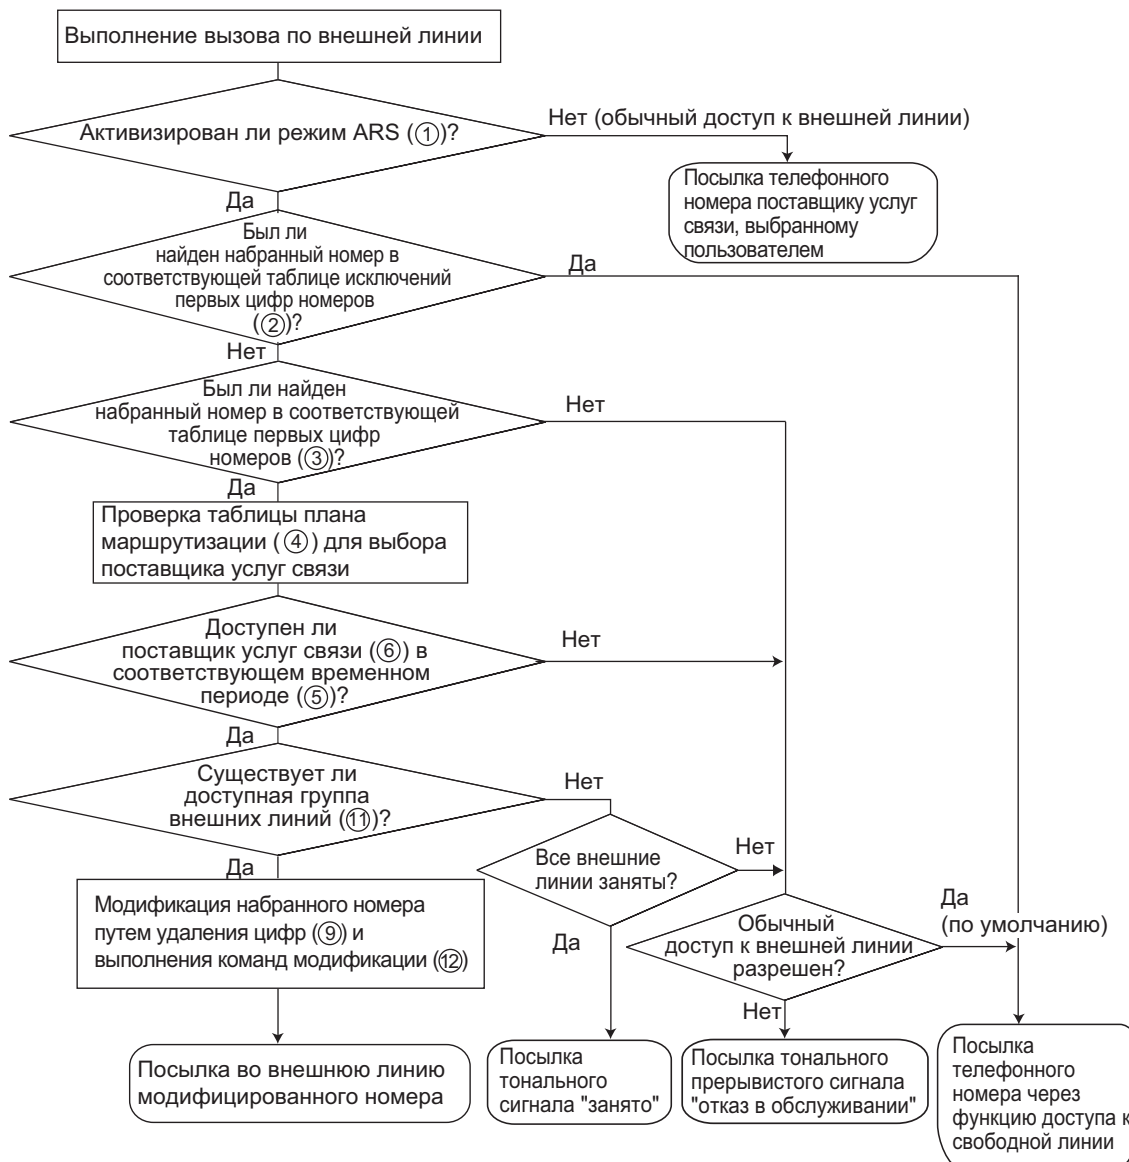 Выполнение вызова по внешней линии
Активизирован ли режим ARS (①)?
Нет (обычный доступ к внешней линии)
Посылка телефонного
номера поставщику услуг
связи, выбранному
пользователем
Да
Был ли
найден набранный номер в
соответствующей таблице исключений
первых цифр номеров
(②)?
Да
Нет
Был ли найден
набранный номер в соответствующей
таблице первых цифр
номеров (③)?
Нет
Да
Проверка таблицы плана
маршрутизации (④) для выбора
поставщика услуг связи
Доступен ли
поставщик услуг связи (⑥) в
соответствующем временном
периоде (⑤)?
Нет
Да
Существует ли
доступная группа
внешних линий (⑪)?
Нет
Да
Все внешние
линии заняты?
Нет
Да
Модификация набранного номера
путем удаления цифр (⑨) и
выполнения команд модификации (⑫)
Обычный
доступ к внешней линии
разрешен?
Да
(по умолчанию)
Нет
Посылка во внешнюю линию
модифицированного номера
Посылка
тонального
сигнала "занято"
Посылка тонального
прерывистого сигнала
"отказ в обслуживании"
Посылка
телефонного
номера через
функцию доступа к
свободной линии